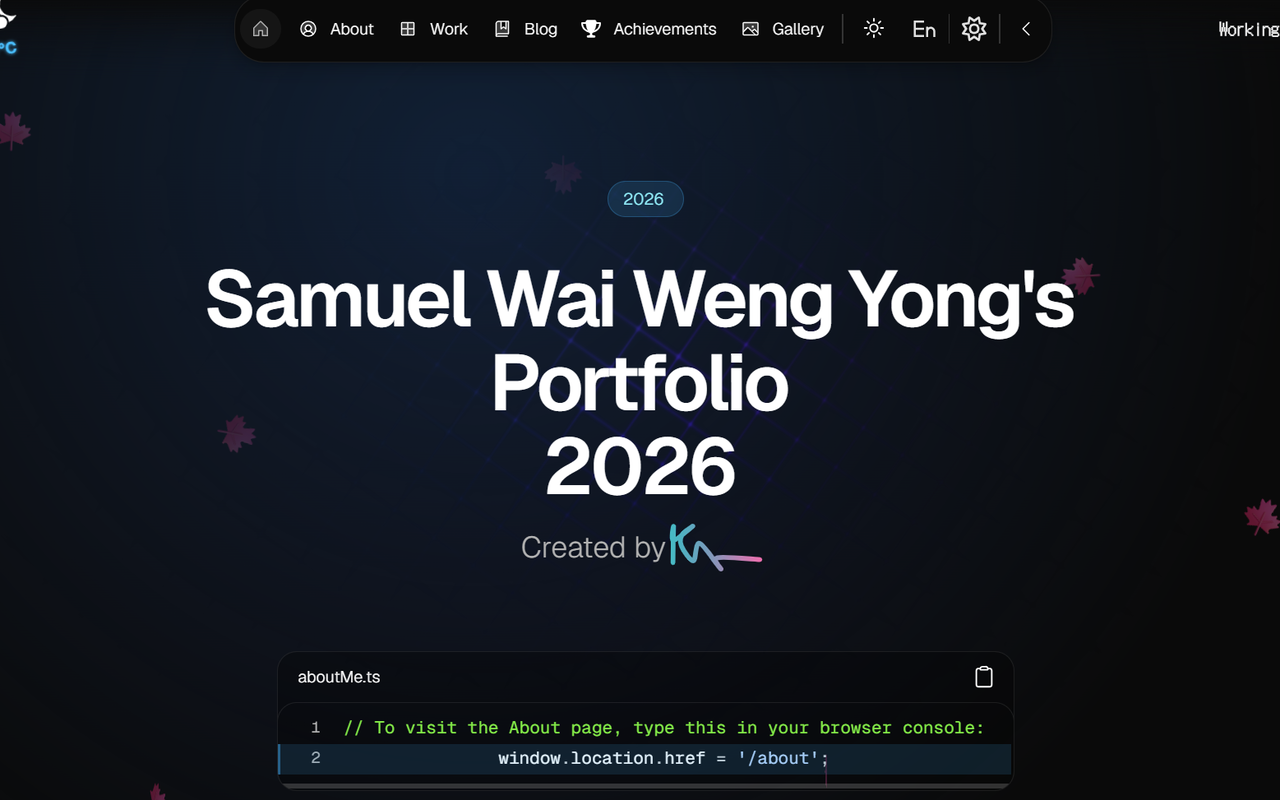 °C
About
Work
Blog
Achievements
Gallery
En
Working
2026
Samuel Wai Weng Yong's
Portfolio
2026
Created by
aboutMe.ts
1 // To visit the About page, type this in your browser console:
2 window.location.href = '/about';